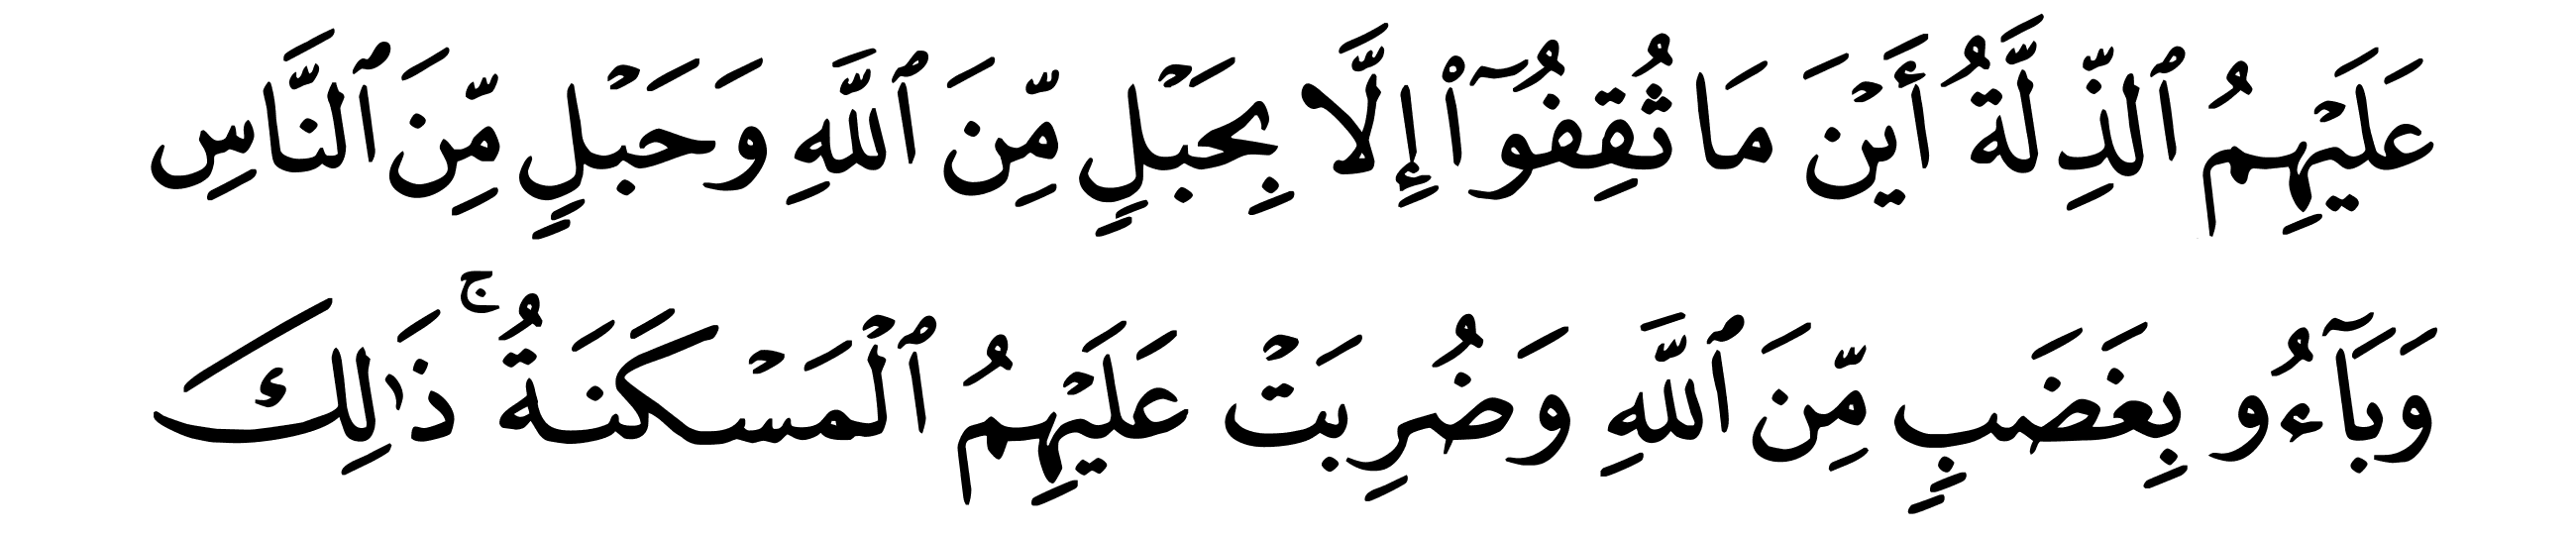 عَلَيْهِمُ ٱلذِّلَّةُ أَيْنَ مَا ثُقِفُوٓا۟ إِلَّا بِحَبْلٍ مِّنَ ٱللَّهِ وَحَبْلٍ مِّنَ ٱلنَّاسِ
وَبَآءُو بِغَضَبٍ مِّنَ ٱللَّهِ وَضُرِبَتْ عَلَيْهِمُ ٱلْمَسْكَنَةُ ۚ ذَٰلِكَ